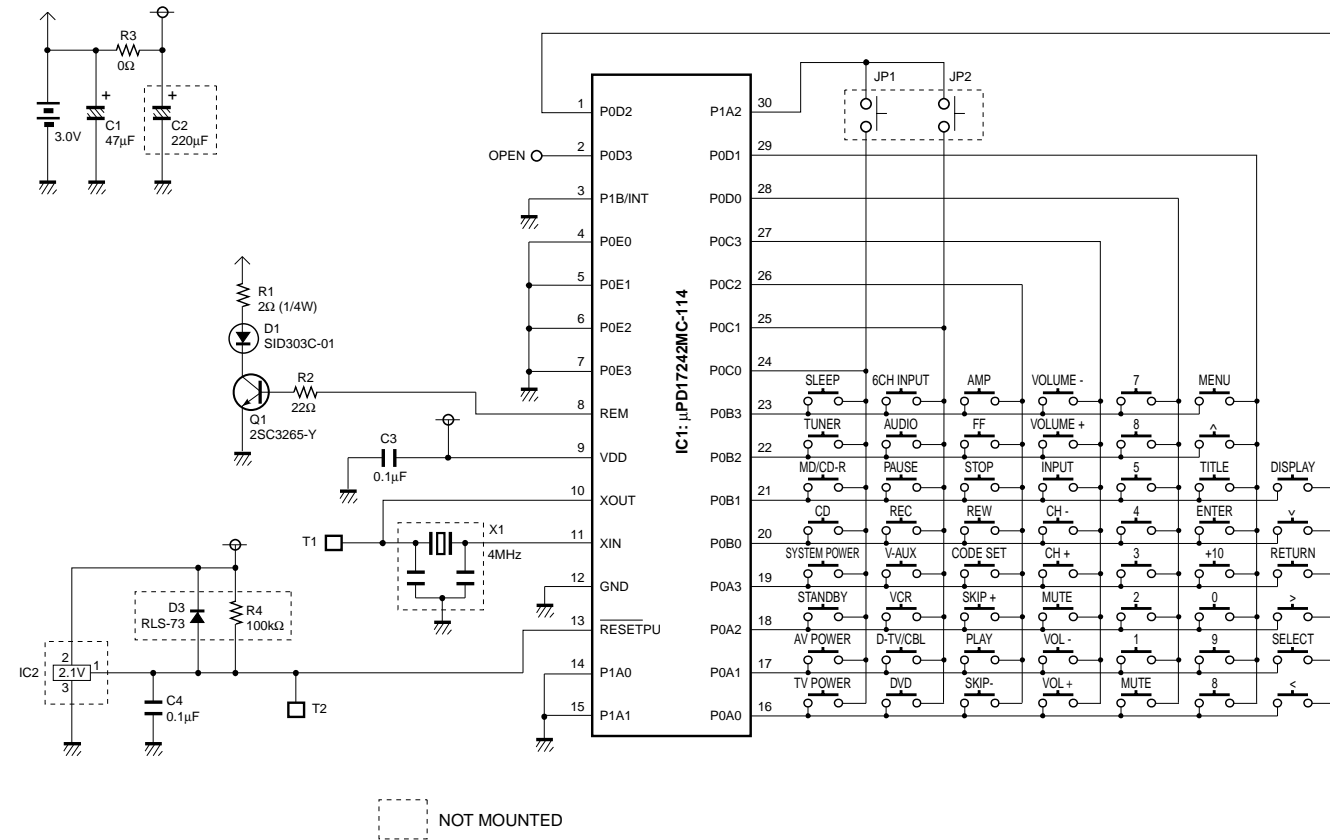 R3
0Ω
+
+
3.0V
C1
47µF
C2
220µF
JP1
JP2
1
P0D2
P1A2
30
OPEN
2
P0D3
P0D1
29
3
P1B/INT
P0D0
28
4
P0E0
P0C3
27
5
P0E1
P0C2
26
6
P0E2
P0C1
25
7
P0E3
P0C0
24
8
REM
P0B3
23
9
VDD
P0B2
22
10
XOUT
P0B1
21
11
XIN
P0B0
20
12
GND
P0A3
19
13
RESETPU
P0A2
18
14
P1A0
P0A1
17
15
P1A1
P0A0
16
IC1: µPD17242MC-114
R1
2Ω (1/4W)
D1
SID303C-01
R2
22Ω
Q1
2SC3265-Y
C3
0.1µF
T1
X1
4MHz
D3
RLS-73
R4
100kΩ
IC2
2
2.1V
1
3
C4
0.1µF
T2
SLEEP 6CH INPUT AMP VOLUME - 7 MENU
TUNER AUDIO FF VOLUME + 8 ^
MD/CD-R PAUSE STOP INPUT 5 TITLE DISPLAY
CD REC REW CH - 4 ENTER v
SYSTEM POWER V-AUX CODE SET CH + 3 +10 RETURN
STANDBY VCR SKIP + MUTE 2 0 >
AV POWER D-TV/CBL PLAY VOL - 1 9 SELECT
TV POWER DVD SKIP- VOL + MUTE 8 <
NOT MOUNTED